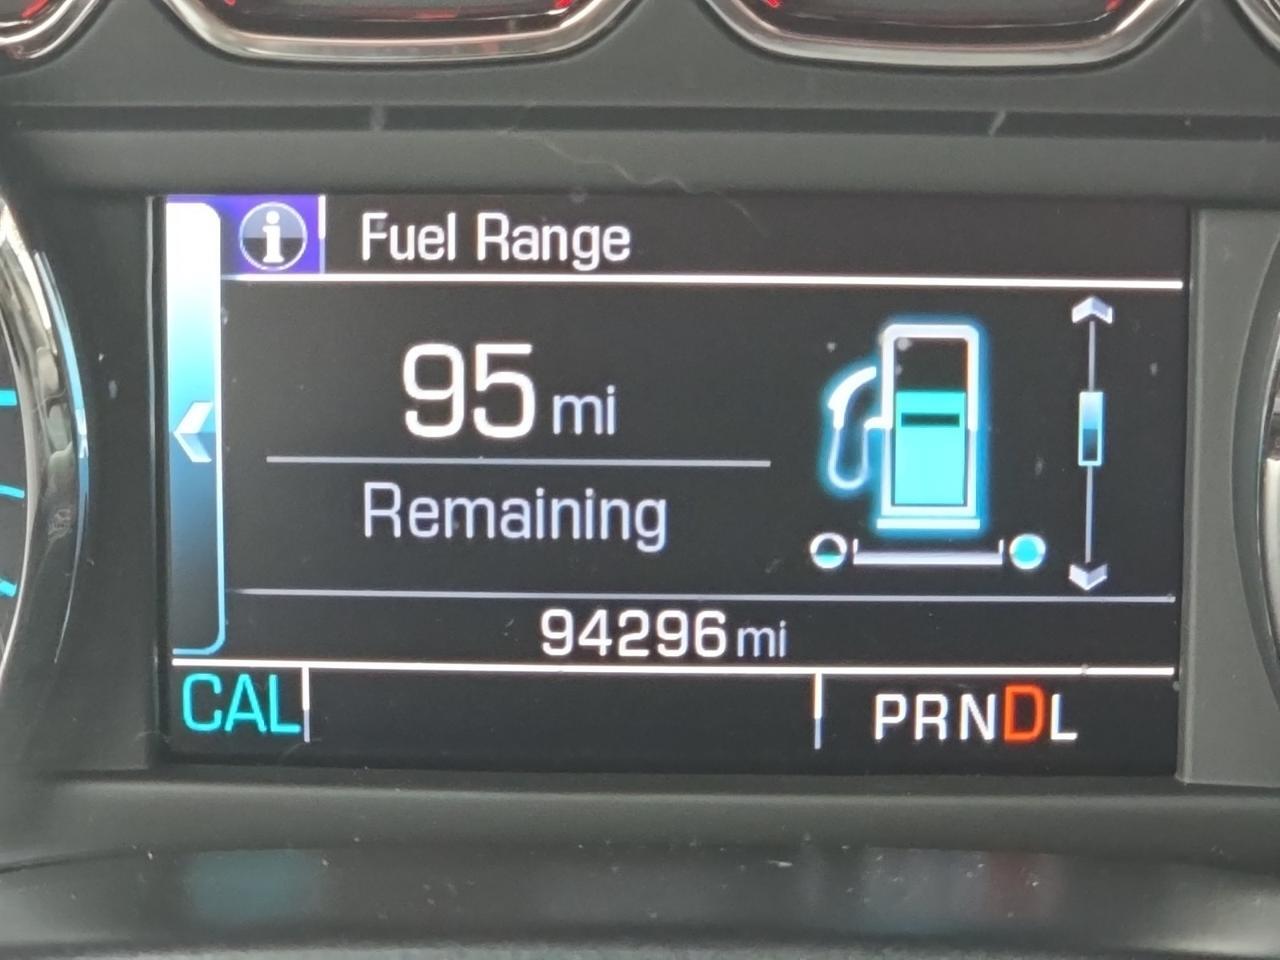 i Fuel Range
95 mi
Remaining
94296 mi
CAL PRNDL